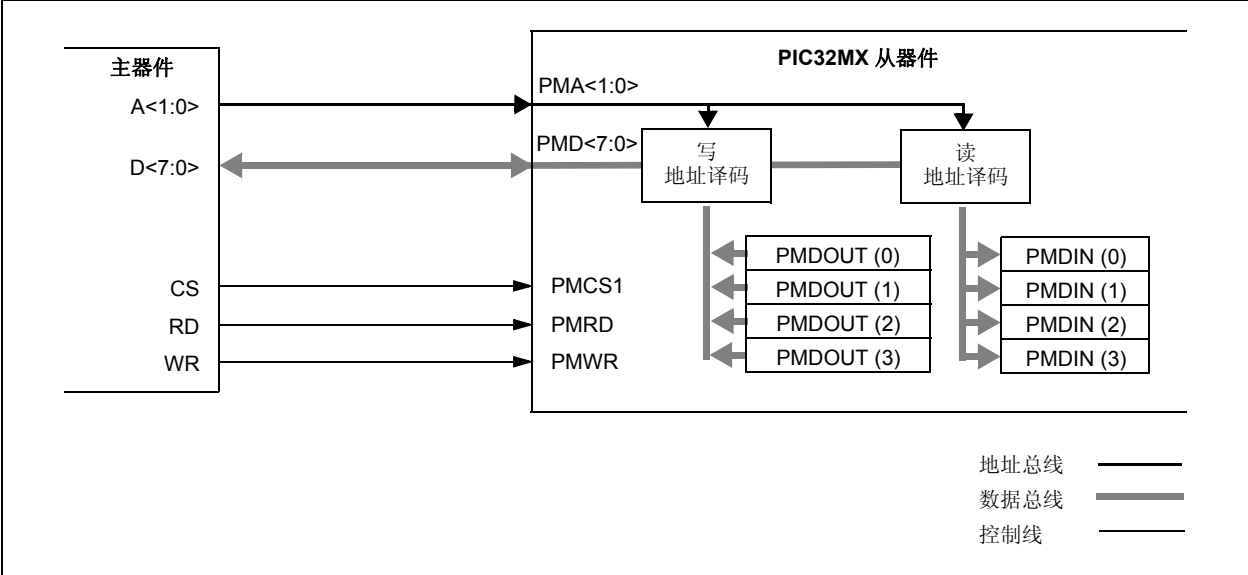 主器件
A<1:0>
D<7:0>
CS
RD
WR
PIC32MX 从器件
PMA<1:0>
PMD<7:0>
写
地址译码
读
地址译码
PMDOUT (0)
PMDOUT (1)
PMDOUT (2)
PMDOUT (3)
PMDIN (0)
PMDIN (1)
PMDIN (2)
PMDIN (3)
PMCS1
PMRD
PMWR
地址总线
数据总线
控制线